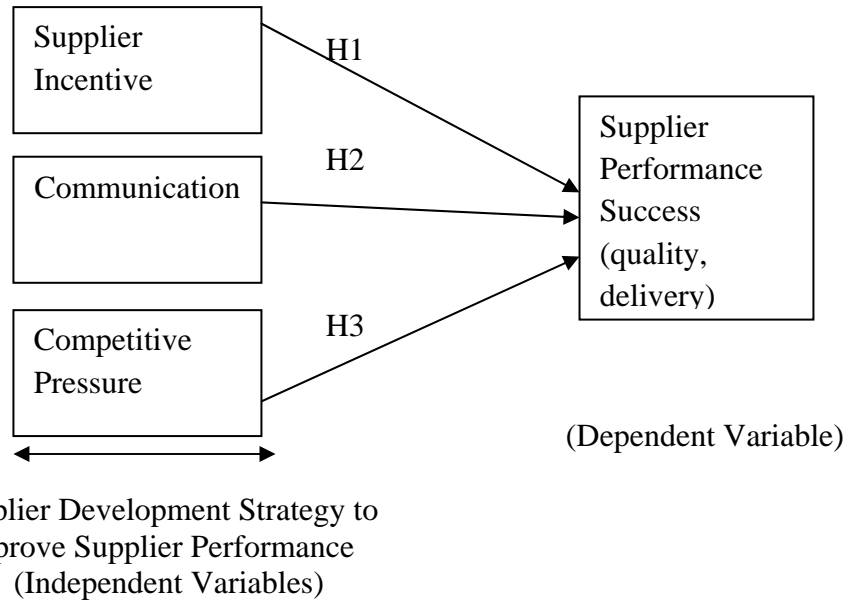 Supplier
Incentive
H1
Communication
H2
Competitive
Pressure
H3
Supplier
Performance
Success
(quality,
delivery)
(Dependent Variable)
plier Development Strategy to
prove Supplier Performance
(Independent Variables)